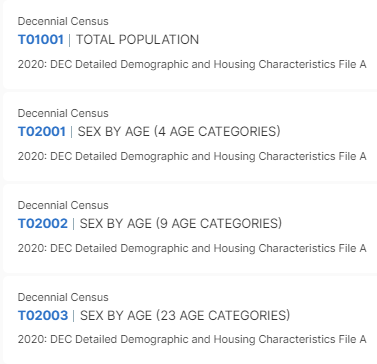 Decennial Census
T01001 | TOTAL POPULATION
2020: DEC Detailed Demographic and Housing Characteristics File A
Decennial Census
T02001 | SEX BY AGE (4 AGE CATEGORIES)
2020: DEC Detailed Demographic and Housing Characteristics File A
Decennial Census
T02002 | SEX BY AGE (9 AGE CATEGORIES)
2020: DEC Detailed Demographic and Housing Characteristics File A
Decennial Census
T02003 | SEX BY AGE (23 AGE CATEGORIES)
2020: DEC Detailed Demographic and Housing Characteristics File A